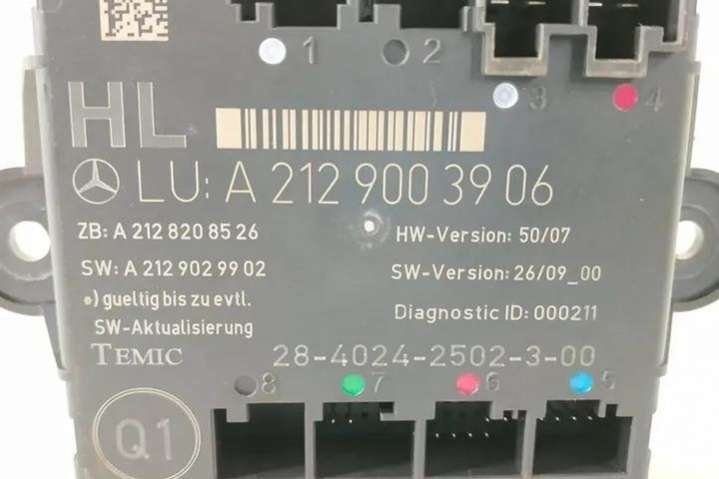 1 2
3 4
HL
LU: A 212 900 39 06
ZB: A 212 820 85 26
HW-Version: 50/07
SW: A 212 902 99 02
SW-Version: 26/09_00
*) gueltig bis zu evtl.
SW-Aktualisierung
Diagnostic ID: 000211
TEMIC
28-4024-2502-3-00
8 7 6 5
Q1